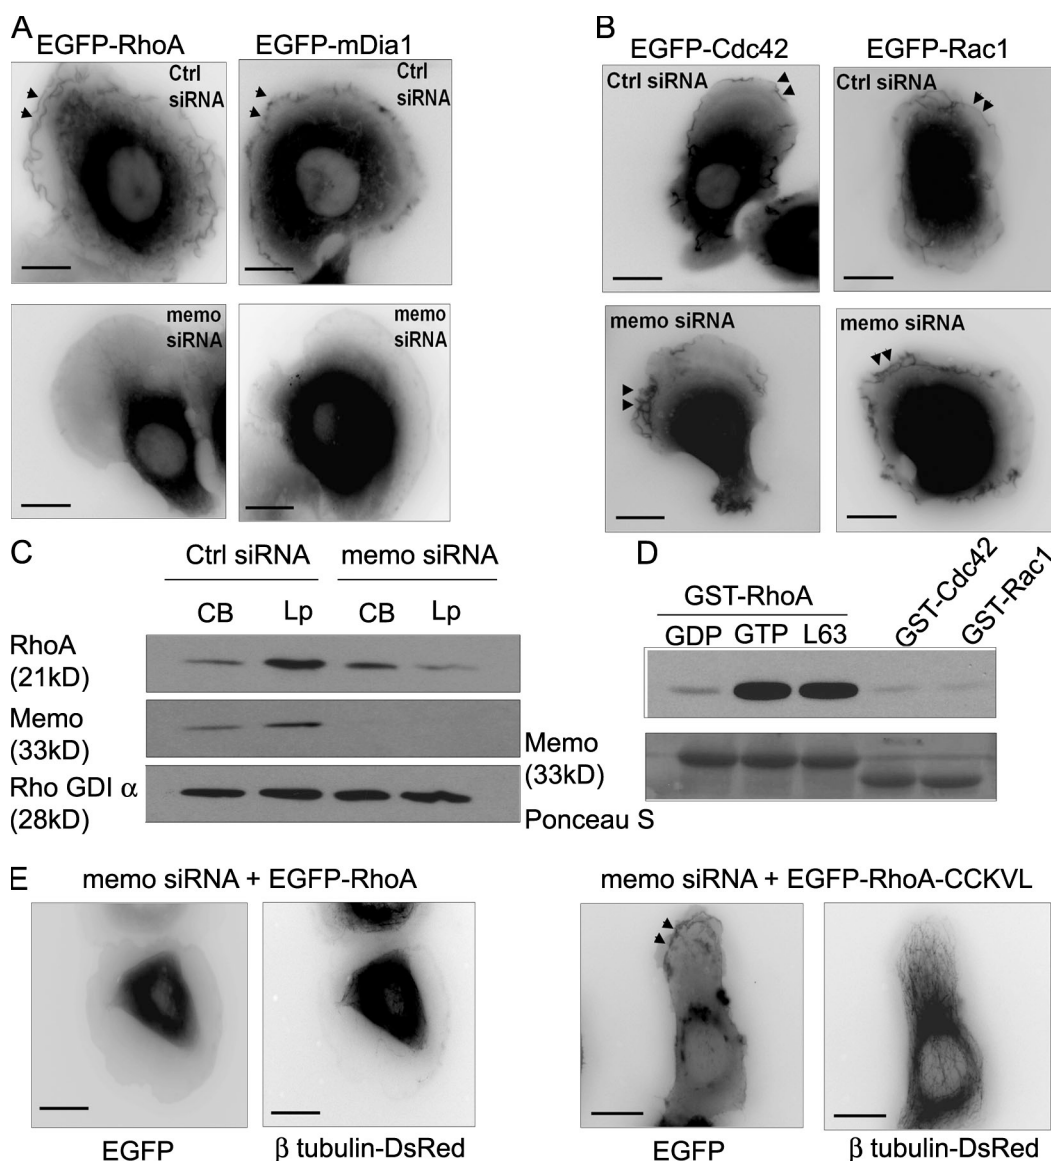 A
EGFP-RhoA
EGFP-mDia1
Ctrl
siRNA
Ctrl
siRNA
memo
siRNA
memo
siRNA
B
EGFP-Cdc42
EGFP-Rac1
Ctrl siRNA
Ctrl siRNA
memo siRNA
memo siRNA
C
Ctrl siRNA
memo siRNA
CB
Lp
CB
Lp
RhoA
(21kD)
Memo
(33kD)
Rho GDI α
(28kD)
D
GST-RhoA
GST-Cdc42
GST-Rac1
GDP
GTP
L63
Memo
(33kD)
Ponceau S
E
memo siRNA + EGFP-RhoA
memo siRNA + EGFP-RhoA-CCKVL
EGFP
β tubulin-DsRed
EGFP
β tubulin-DsRed